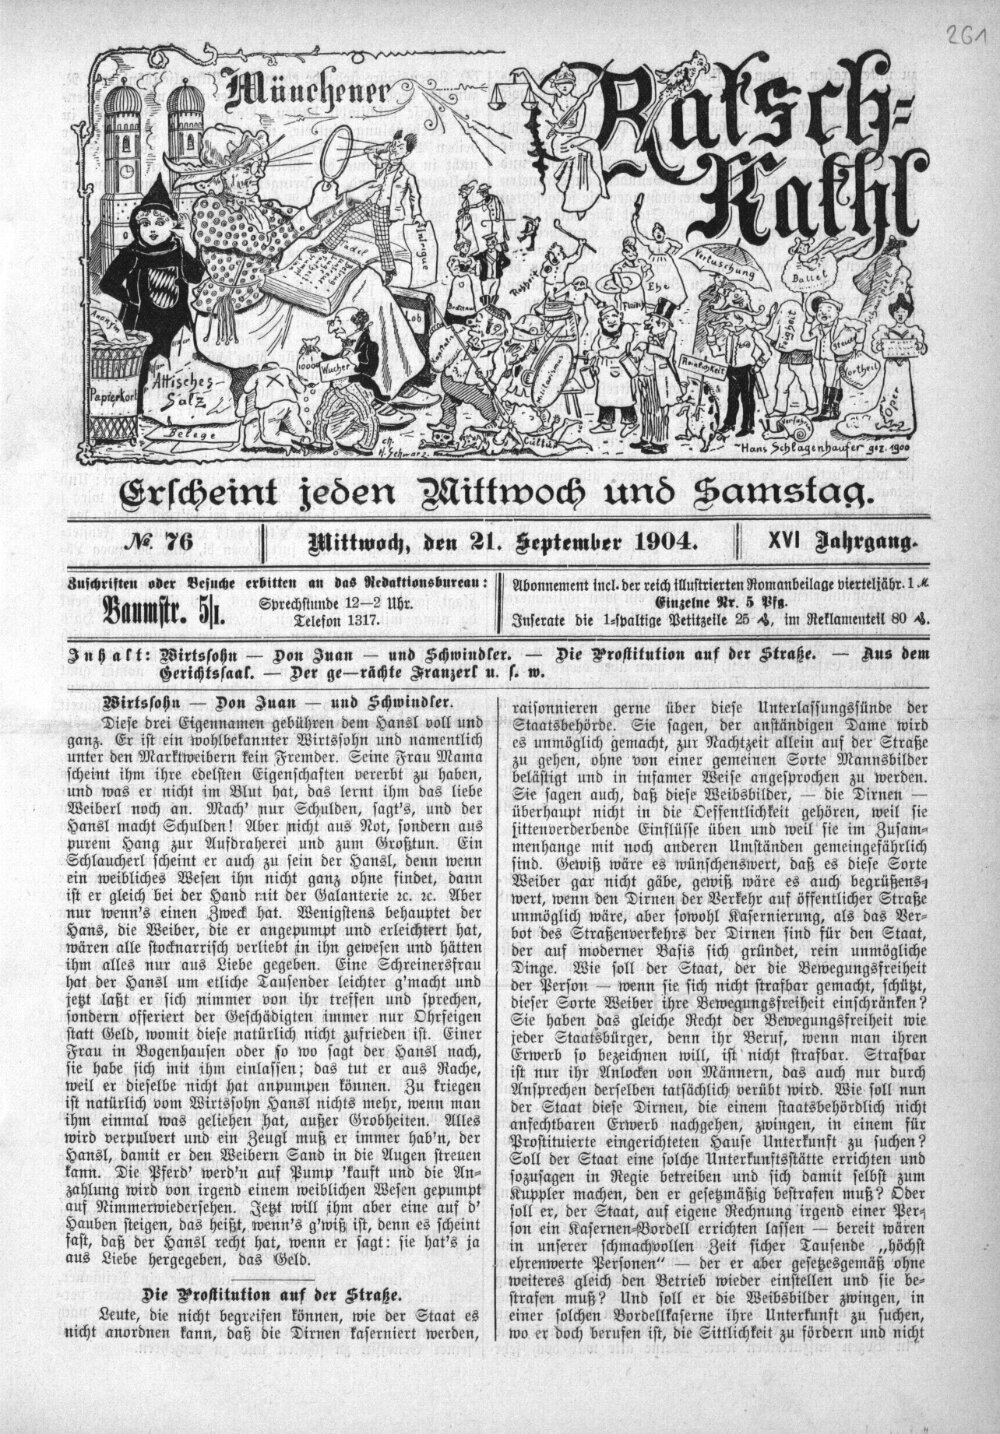 261
Münchener
Ratsch-
Kathl
Anonym
Papierkorb
Attisches
Salz
Belege
Tadel
Intrigue
Lob
10000
Wucher
Ehe
Vertuschung
Ballet
Militarismus
Cultur
Steuer
Vortheil
Oper
H. Schwarz.
Hans Schlagenhaufer gez. 1900
Erscheint jeden Mittwoch und Samstag.
No. 76
Mittwoch, den 21. September 1904.
XVI Jahrgang.
Zuschriften oder Besuche erbitten an das Redaktionsbureau:
Baumstr. 5/I.
Sprechstunde 12—2 Uhr.
Telefon 1317.
Abonnement incl. der reich illustrierten Romanbeilage vierteljähr. 1 M.
Einzelne Nr. 5 Pfg.
Inserate die 1-spaltige Petitzeile 25 ₰, im Reklamenteil 80 ₰.
Inhalt: Wirtssohn — Don Juan — und Schwindler. — Die Prostitution auf der Straße. — Aus dem
Gerichtssaal. — Der ge—rächte Franzerl u. s. w.
Wirtssohn — Don Juan — und Schwindler.
Diese drei Eigennamen gebühren dem Hansl voll und
ganz. Er ist ein wohlbekannter Wirtssohn und namentlich
unter den Marktweibern kein Fremder. Seine Frau Mama
scheint ihm ihre edelsten Eigenschaften vererbt zu haben,
und was er nicht im Blut hat, das lernt ihm das liebe
Weiberl noch an. Mach' nur Schulden, sagt's, und der
Hansl macht Schulden! Aber nicht aus Not, sondern aus
purem Hang zur Aufdraherei und zum Großtun. Ein
Schlaucherl scheint er auch zu sein der Hansl, denn wenn
ein weibliches Wesen ihn nicht ganz ohne findet, dann
ist er gleich bei der Hand mit der Galanterie ꝛc. ꝛc. Aber
nur wenn's einen Zweck hat. Wenigstens behauptet der
Hans, die Weiber, die er angepumpt und erleichtert hat,
wären alle stocknarrisch verliebt in ihn gewesen und hätten
ihm alles nur aus Liebe gegeben. Eine Schreinersfrau
hat der Hansl um etliche Tausender leichter g'macht und
jetzt laßt er sich nimmer von ihr treffen und sprechen,
sondern offeriert der Geschädigten immer nur Ohrfeigen
statt Geld, womit diese natürlich nicht zufrieden ist. Einer
Frau in Bogenhausen oder so wo sagt der Hansl nach,
sie habe sich mit ihm einlassen; das tut er aus Rache,
weil er dieselbe nicht hat anpumpen können. Zu kriegen
ist natürlich vom Wirtssohn Hansl nichts mehr, wenn man
ihm einmal was geliehen hat, außer Grobheiten. Alles
wird verpulvert und ein Zeugl muß er immer hab'n, der
Hansl, damit er den Weibern Sand in die Augen streuen
kann. Die Pferd' werd'n auf Pump 'kauft und die An-
zahlung wird von irgend einem weiblichen Wesen gepumpt
auf Nimmerwiedersehen. Jetzt will ihm aber eine auf d'
Hauben steigen, das heißt, wenn's g'wiß ist, denn es scheint
fast, daß der Hansl recht hat, wenn er sagt: sie hat's ja
aus Liebe hergegeben, das Geld.
Die Prostitution auf der Straße.
Leute, die nicht begreifen können, wie der Staat es
nicht anordnen kann, daß die Dirnen kaserniert werden,
raisonnieren gerne über diese Unterlassungssünde der
Staatsbehörde. Sie sagen, der anständigen Dame wird
es unmöglich gemacht, zur Nachtzeit allein auf der Straße
zu gehen, ohne von einer gemeinen Sorte Mannsbilder
belästigt und in infamer Weise angesprochen zu werden.
Sie sagen auch, daß diese Weibsbilder, — die Dirnen —
überhaupt nicht in die Oeffentlichkeit gehören, weil sie
sittenverderbende Einflüsse üben und weil sie im Zusam-
menhange mit noch anderen Umständen gemeingefährlich
sind. Gewiß wäre es wünschenswert, daß es diese Sorte
Weiber gar nicht gäbe, gewiß wäre es auch begrüßens-
wert, wenn den Dirnen der Verkehr auf öffentlicher Straße
unmöglich wäre, aber sowohl Kasernierung, als das Ver-
bot des Straßenverkehrs der Dirnen sind für den Staat,
der auf moderner Basis sich gründet, rein unmögliche
Dinge. Wie soll der Staat, der die Bewegungsfreiheit
der Person — wenn sie sich nicht strafbar gemacht, schützt,
dieser Sorte Weiber ihre Bewegungsfreiheit einschränken?
Sie haben das gleiche Recht der Bewegungsfreiheit wie
jeder Staatsbürger, denn ihr Beruf, wenn man ihren
Erwerb so bezeichnen will, ist nicht strafbar. Strafbar
ist nur ihr Anlocken von Männern, das auch nur durch
Ansprechen derselben tatsächlich verübt wird. Wie soll nun
der Staat diese Dirnen, die einem staatsbehördlich nicht
anfechtbaren Erwerb nachgehen, zwingen, in einem für
Prostituierte eingerichteten Hause Unterkunft zu suchen?
Soll der Staat eine solche Unterkunftsstätte errichten und
sozusagen in Regie betreiben und sich damit selbst zum
Kuppler machen, den er gesetzmäßig bestrafen muß? Oder
soll er, der Staat, auf eigene Rechnung irgend einer Per-
son ein Kasernen-Bordell errichten lassen — bereit wären
in unserer schmachvollen Zeit sicher Tausende „höchst
ehrenwerte Personen“ — der er aber gesetzesgemäß ohne
weiteres gleich den Betrieb wieder einstellen und sie be-
strafen muß? Und soll er die Weibsbilder zwingen, in
einer solchen Bordellkaserne ihre Unterkunft zu suchen,
wo er doch berufen ist, die Sittlichkeit zu fördern und nicht